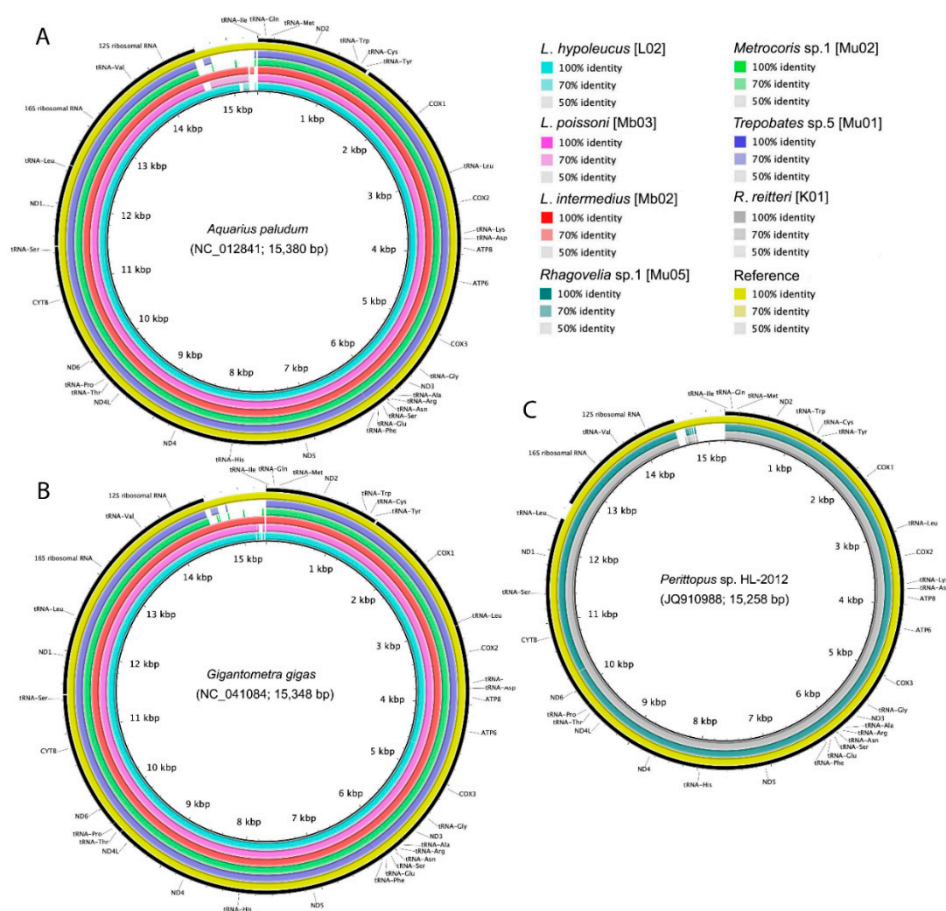 A
tRNA-Ile
tRNA-Gln
tRNA-Met
ND2
tRNA-Trp
tRNA-Cys
tRNA-Tyr
COX1
tRNA-Leu
COX2
tRNA-Lys
tRNA-Asp
ATP8
ATP6
COX3
tRNA-Gly
ND3
tRNA-Ala
tRNA-Arg
tRNA-Asn
tRNA-Ser
tRNA-Glu
tRNA-Phe
ND5
tRNA-His
ND4
ND4L
tRNA-Thr
tRNA-Pro
ND6
CYTB
tRNA-Ser
ND1
tRNA-Leu
16S ribosomal RNA
tRNA-Val
12S ribosomal RNA
1 kbp
2 kbp
3 kbp
4 kbp
5 kbp
6 kbp
7 kbp
8 kbp
9 kbp
10 kbp
11 kbp
12 kbp
13 kbp
14 kbp
15 kbp
Aquarius paludum
(NC_012841; 15,380 bp)
L. hypoleucus [L02]
100% identity
70% identity
50% identity
L. poissoni [Mb03]
100% identity
70% identity
50% identity
L. intermedius [Mb02]
100% identity
70% identity
50% identity
Rhagovelia sp.1 [Mu05]
100% identity
70% identity
50% identity
Metrocoris sp.1 [Mu02]
100% identity
70% identity
50% identity
Trepobates sp.5 [Mu01]
100% identity
70% identity
50% identity
R. reitteri [K01]
100% identity
70% identity
50% identity
Reference
100% identity
70% identity
50% identity
B
tRNA-Ile
tRNA-Gln
tRNA-Met
ND2
tRNA-Trp
tRNA-Cys
tRNA-Tyr
COX1
tRNA-Leu
COX2
tRNA-
tRNA-Asp
ATP8
ATP6
COX3
tRNA-Gly
ND3
tRNA-Ala
tRNA-Arg
tRNA-Asn
tRNA-Ser
tRNA-Glu
tRNA-Phe
ND5
tRNA-His
ND4
ND4L
tRNA-Thr
tRNA-Pro
ND6
CYTB
tRNA-Ser
ND1
tRNA-Leu
16S ribosomal RNA
tRNA-Val
12S ribosomal RNA
1 kbp
2 kbp
3 kbp
4 kbp
5 kbp
6 kbp
7 kbp
8 kbp
9 kbp
10 kbp
11 kbp
12 kbp
13 kbp
14 kbp
15 kbp
Gigantometra gigas
(NC_041084; 15,348 bp)
C
tRNA-Ile
tRNA-Gln
tRNA-Met
ND2
tRNA-Trp
tRNA-Cys
tRNA-Tyr
COX1
tRNA-Leu
COX2
tRNA-Ly
tRNA-As
ATP8
ATP6
COX3
tRNA-Gly
ND3
tRNA-Ala
tRNA-Arg
tRNA-Asn
tRNA-Ser
tRNA-Glu
tRNA-Phe
ND5
tRNA-His
ND4
ND4L
tRNA-Thr
tRNA-Pro
ND6
CYTB
tRNA-Ser
ND1
tRNA-Leu
16S ribosomal RNA
tRNA-Val
12S ribosomal RNA
1 kbp
2 kbp
3 kbp
4 kbp
5 kbp
6 kbp
7 kbp
8 kbp
9 kbp
10 kbp
11 kbp
12 kbp
13 kbp
14 kbp
15 kbp
Perittopus sp. HL-2012
(JQ910988; 15,258 bp)